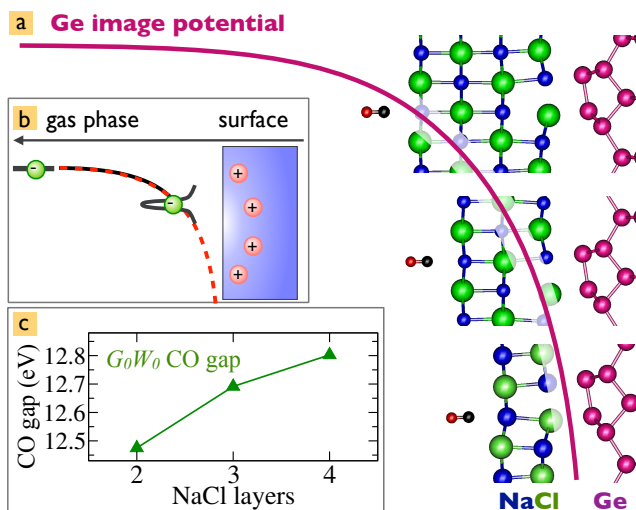 a Ge image potential
b gas phase surface
-
-
+
+
+
+
c
G₀W₀ CO gap
CO gap (eV)
12.8
12.7
12.6
12.5
2 3 4
NaCl layers
NaCl Ge